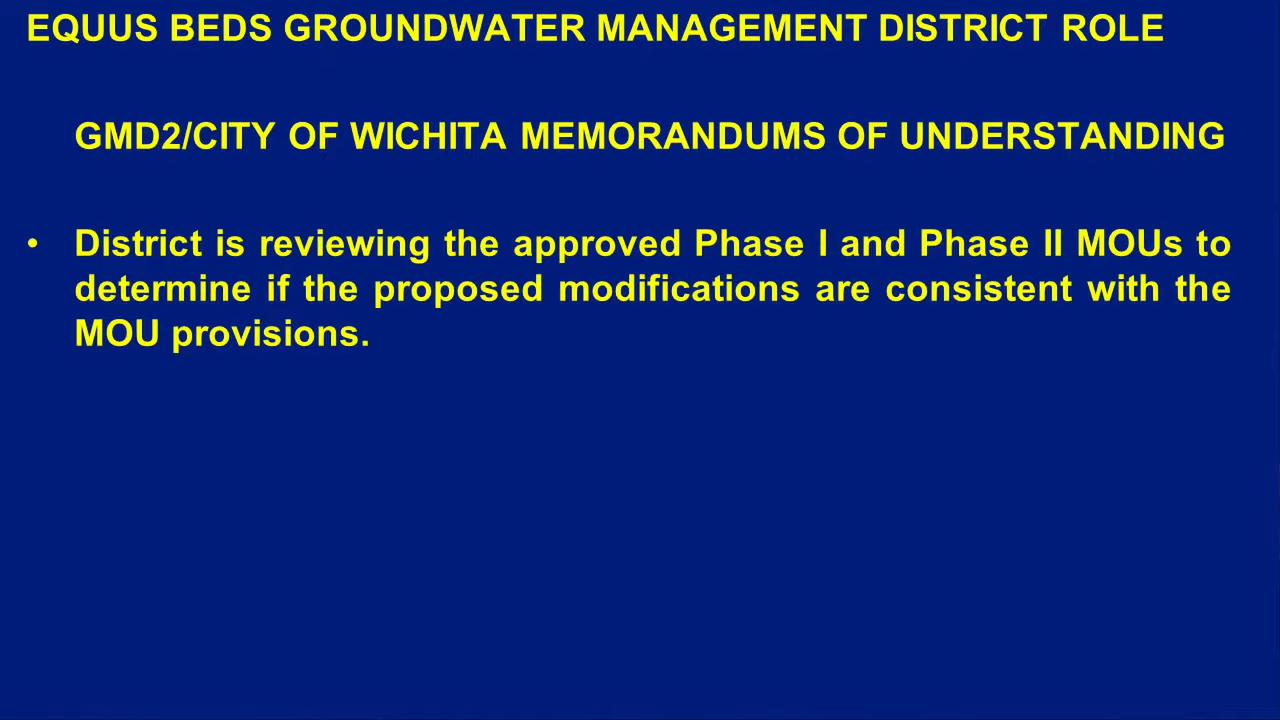 EQUUS BEDS GROUNDWATER MANAGEMENT DISTRICT ROLE
GMD2/CITY OF WICHITA MEMORANDUMS OF UNDERSTANDING
• District is reviewing the approved Phase I and Phase II MOUs to
determine if the proposed modifications are consistent with the
MOU provisions.